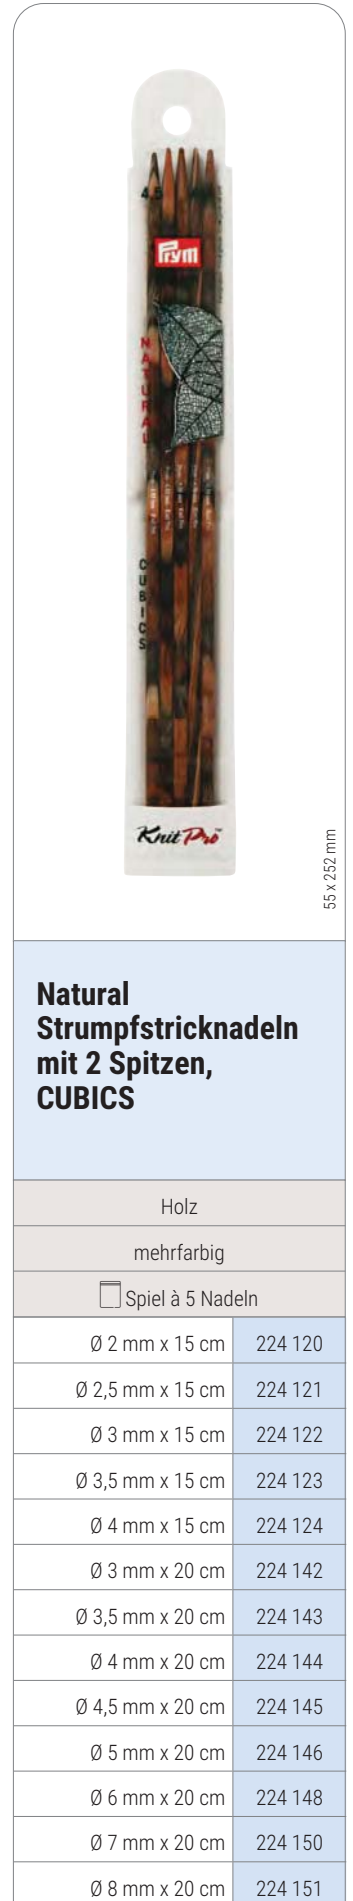 4.5
Prym
NATURAL
CUBICS
KnitPro™
55 x 252 mm
Natural
Strumpfstricknadeln
mit 2 Spitzen,
CUBICS
Holz
mehrfarbig
Spiel à 5 Nadeln
Ø 2 mm x 15 cm 224 120
Ø 2,5 mm x 15 cm 224 121
Ø 3 mm x 15 cm 224 122
Ø 3,5 mm x 15 cm 224 123
Ø 4 mm x 15 cm 224 124
Ø 3 mm x 20 cm 224 142
Ø 3,5 mm x 20 cm 224 143
Ø 4 mm x 20 cm 224 144
Ø 4,5 mm x 20 cm 224 145
Ø 5 mm x 20 cm 224 146
Ø 6 mm x 20 cm 224 148
Ø 7 mm x 20 cm 224 150
Ø 8 mm x 20 cm 224 151